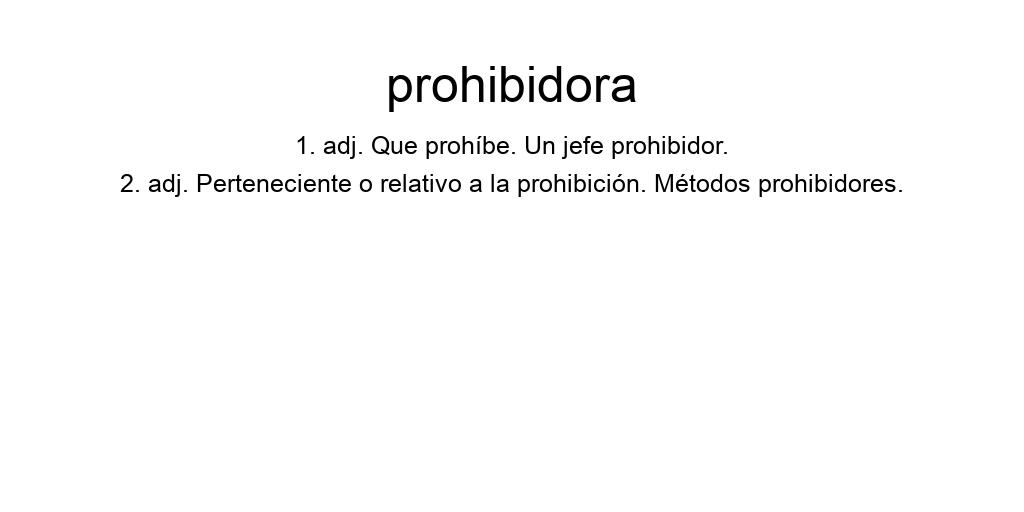 prohibidora
1. adj. Que prohíbe. Un jefe prohibidor.
2. adj. Perteneciente o relativo a la prohibición. Métodos prohibidores.